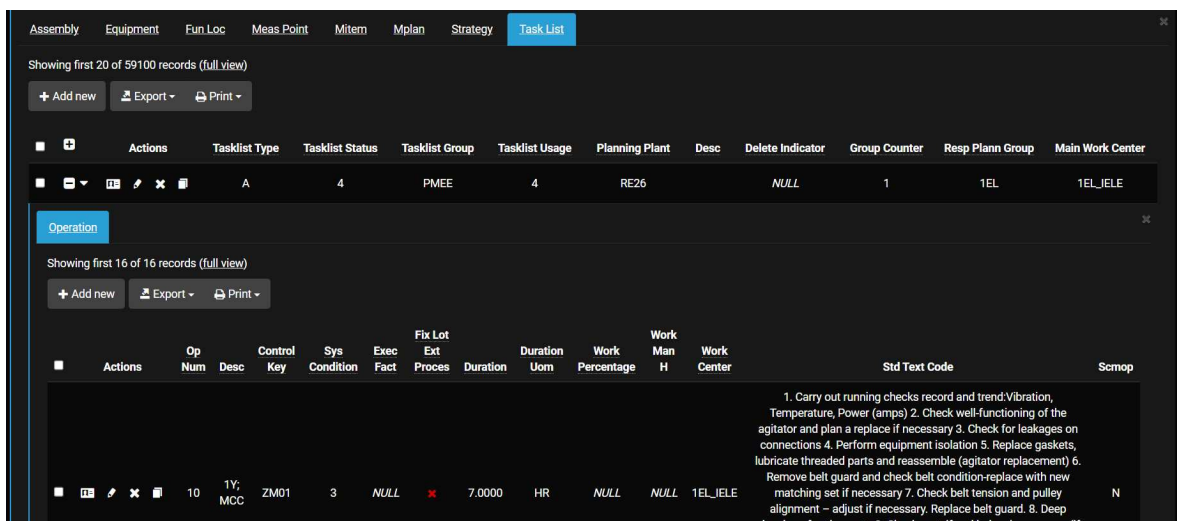 Assembly Equipment Fun Loc Meas Point Mitem Mplan Strategy Task List
Showing first 20 of 59100 records (full view)
Add new Export Print
Actions Tasklist Type Tasklist Status Tasklist Group Tasklist Usage Planning Plant Desc Delete Indicator Group Counter Resp Plann Group Main Work Center
A 4 PMEE 4 RE26 NULL 1 1EL 1EL_IELE
Operation
Showing first 16 of 16 records (full view)
Add new Export Print
Actions Op Num Desc Control Key Sys Condition Exec Fact Fix Lot Ext Proces Duration Duration Uom Work Percentage Work Man H Work Center Std Text Code Scmop
1. Carry out running checks record and trend:Vibration,
Temperature, Power (amps) 2. Check well-functioning of the
agitator and plan a replace if necessary 3. Check for leakages on
connections 4. Perform equipment isolation 5. Replace gaskets,
lubricate threaded parts and reassemble (agitator replacement) 6.
Remove belt guard and check belt condition-replace with new
10 1Y; MCC ZM01 3 NULL 7.0000 HR NULL NULL 1EL_IELE matching set if necessary 7. Check belt tension and pulley N
alignment – adjust if necessary. Replace belt guard. 8. Deep